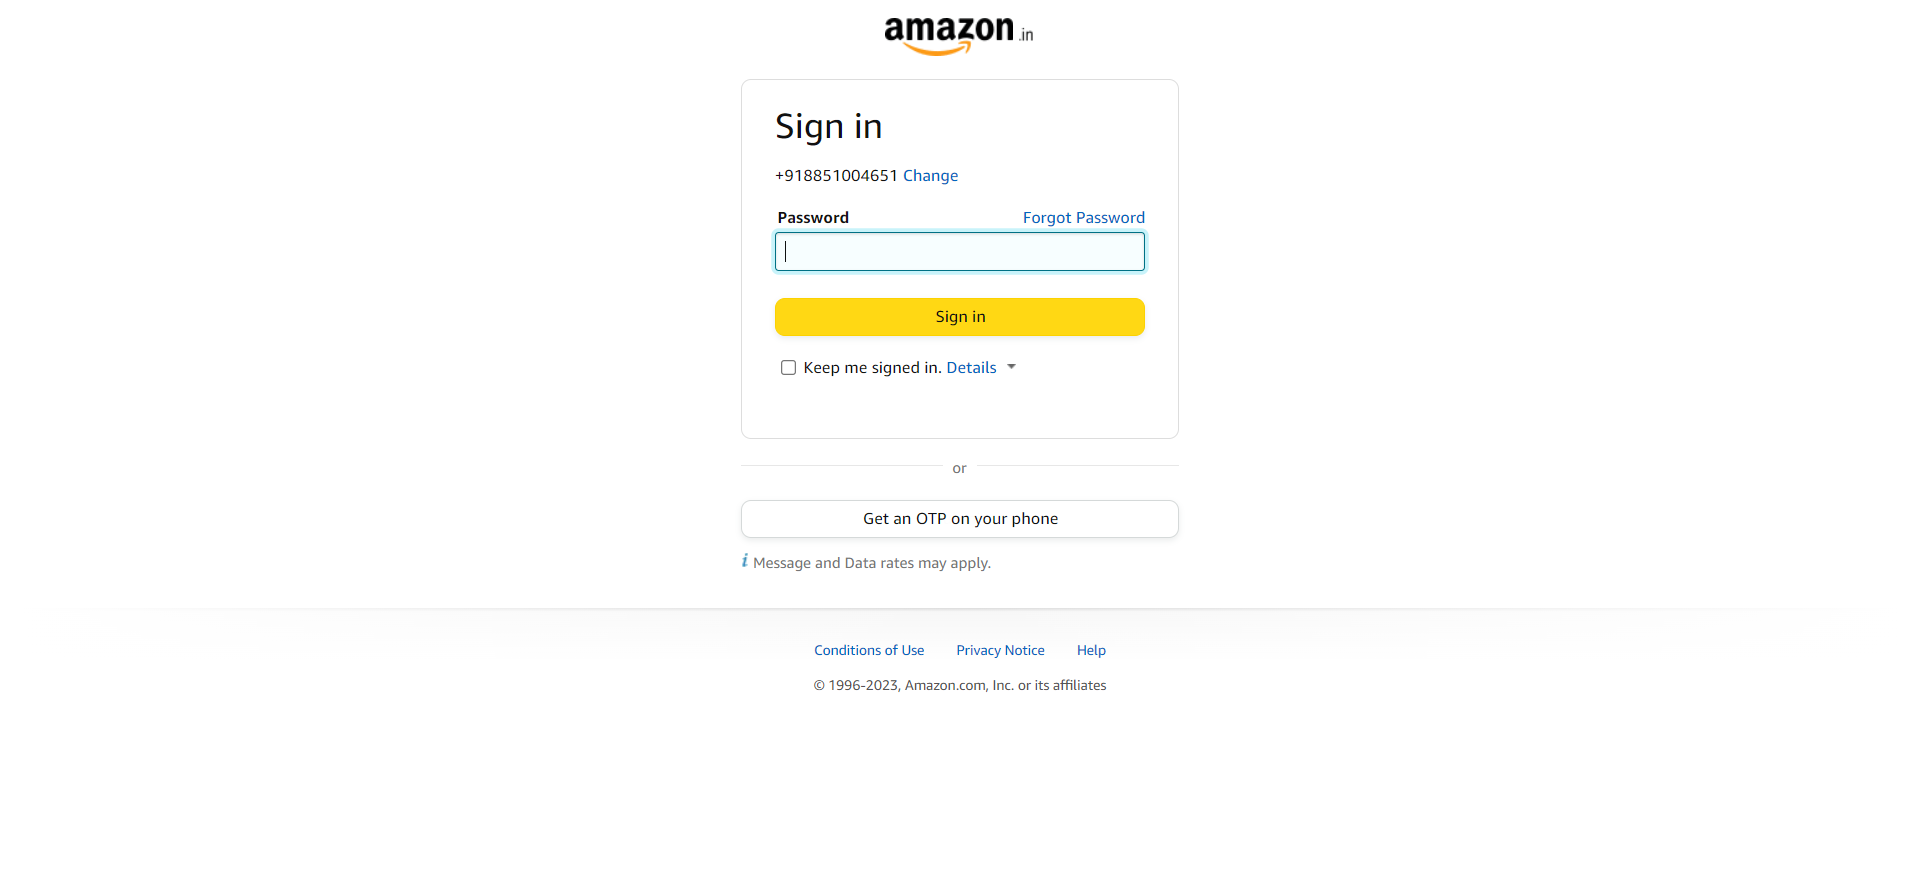 amazon.in
Sign in
+918851004651 Change
Password Forgot Password
Sign in
Keep me signed in. Details
or
Get an OTP on your phone
i Message and Data rates may apply.
Conditions of Use Privacy Notice Help
© 1996-2023, Amazon.com, Inc. or its affiliates